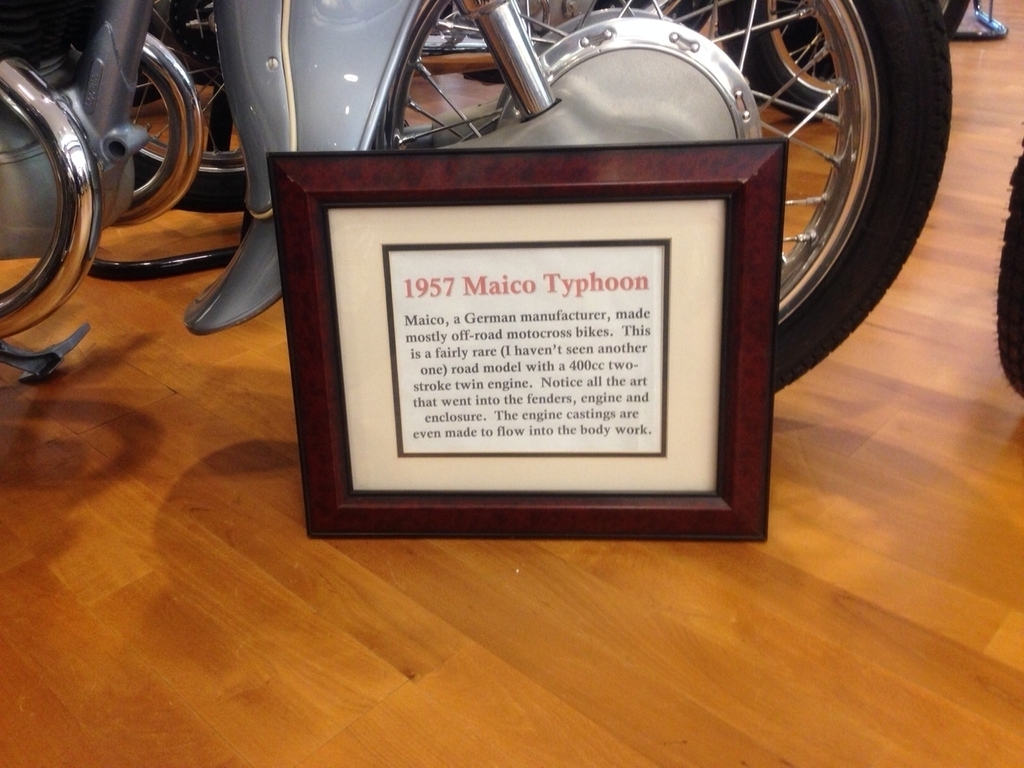 1957 Maico Typhoon
Maico, a German manufacturer, made
mostly off-road motocross bikes. This
is a fairly rare (I haven't seen another
one) road model with a 400cc two-
stroke twin engine. Notice all the art
that went into the fenders, engine and
enclosure. The engine castings are
even made to flow into the body work.